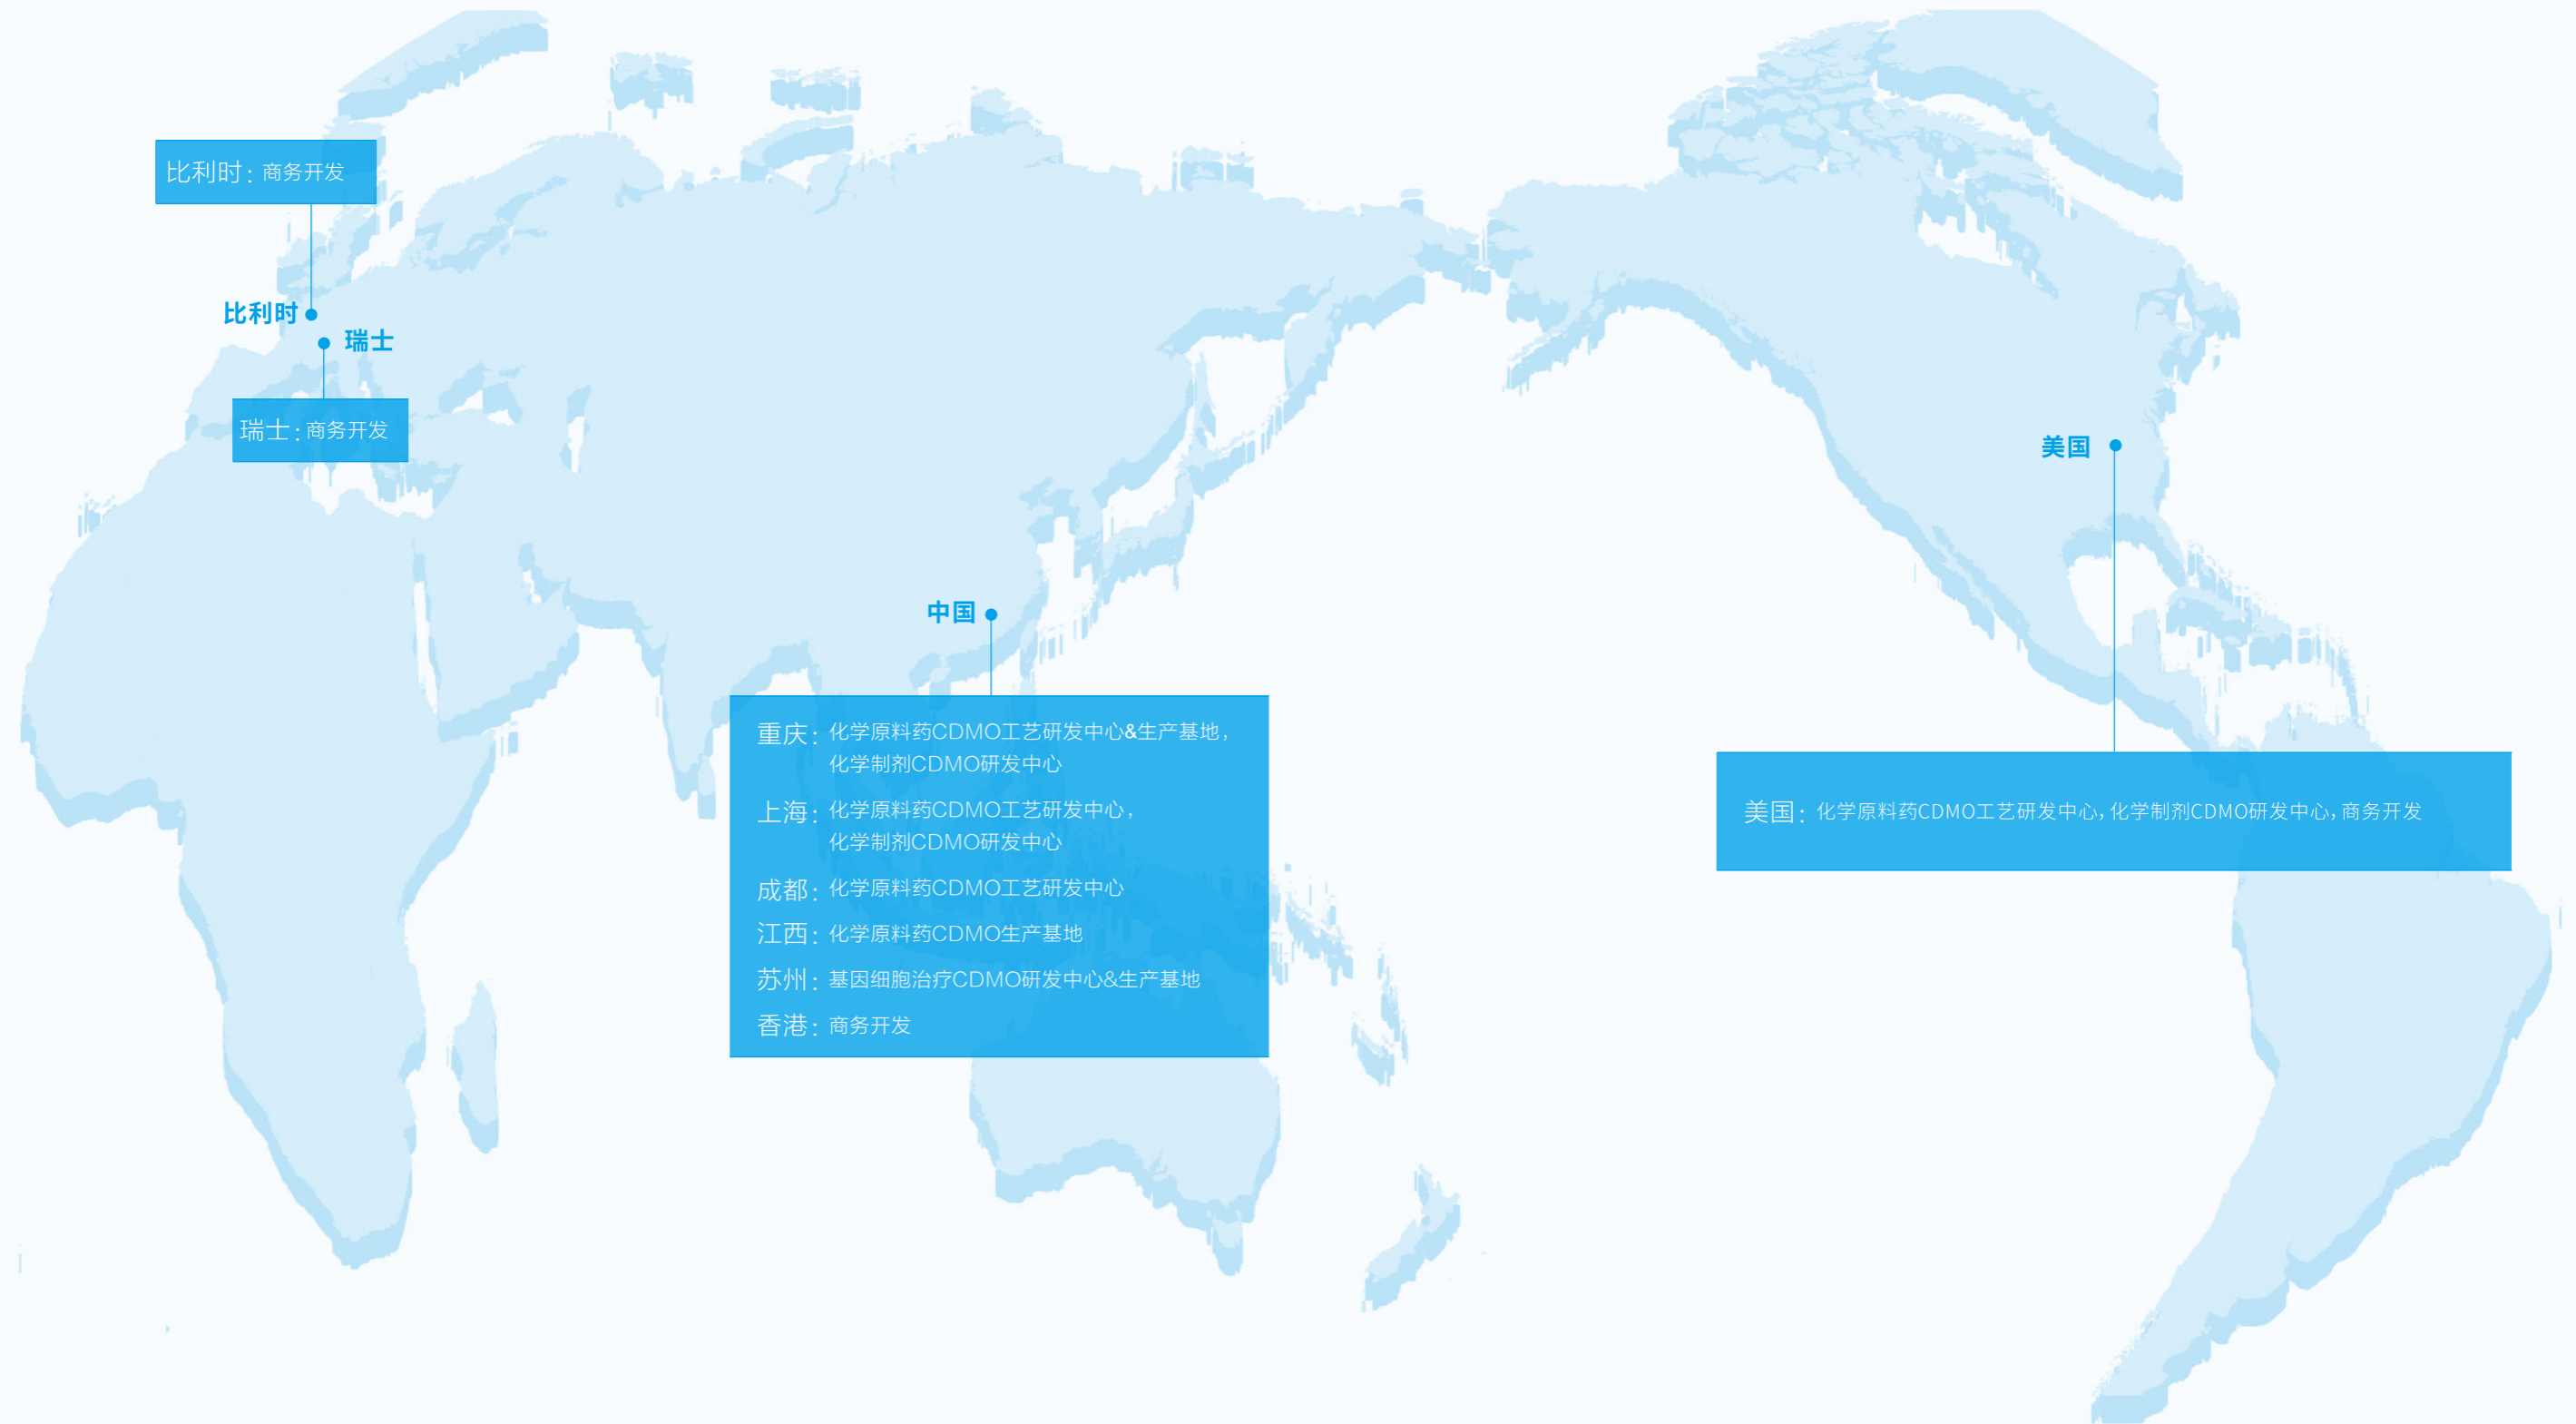 比利时：商务开发
比利时
瑞士
瑞士：商务开发
美国
中国
重庆：化学原料药CDMO工艺研发中心&生产基地，
化学制剂CDMO研发中心
上海：化学原料药CDMO工艺研发中心，
化学制剂CDMO研发中心
成都：化学原料药CDMO工艺研发中心
江西：化学原料药CDMO生产基地
苏州：基因细胞治疗CDMO研发中心&生产基地
香港：商务开发
美国：化学原料药CDMO工艺研发中心，化学制剂CDMO研发中心，商务开发